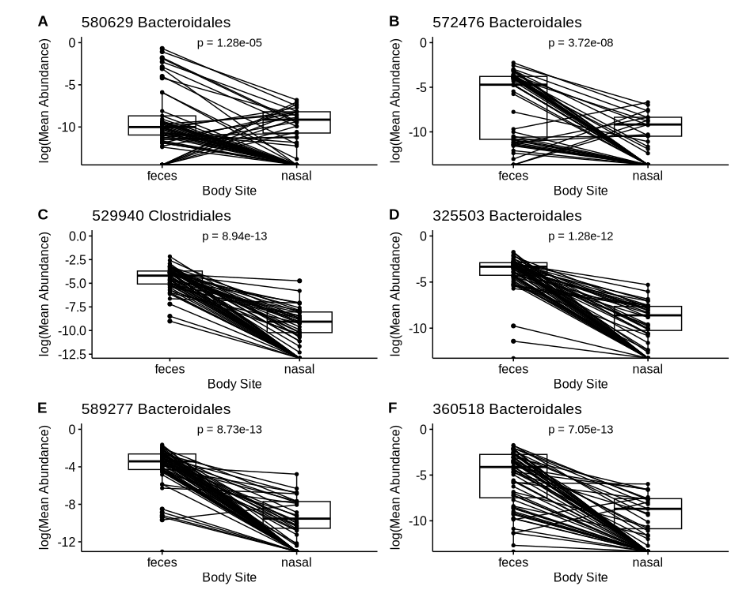 A 580629 Bacteroidales
p = 1.28e-05
log(Mean Abundance)
0
-5
-10
feces nasal
Body Site
B 572476 Bacteroidales
p = 3.72e-08
log(Mean Abundance)
0
-5
-10
feces nasal
Body Site
C 529940 Clostridiales
p = 8.94e-13
log(Mean Abundance)
0.0
-2.5
-5.0
-7.5
-10.0
-12.5
feces nasal
Body Site
D 325503 Bacteroidales
p = 1.28e-12
log(Mean Abundance)
0
-5
-10
feces nasal
Body Site
E 589277 Bacteroidales
p = 8.73e-13
log(Mean Abundance)
0
-4
-8
-12
feces nasal
Body Site
F 360518 Bacteroidales
p = 7.05e-13
log(Mean Abundance)
0
-5
-10
feces nasal
Body Site